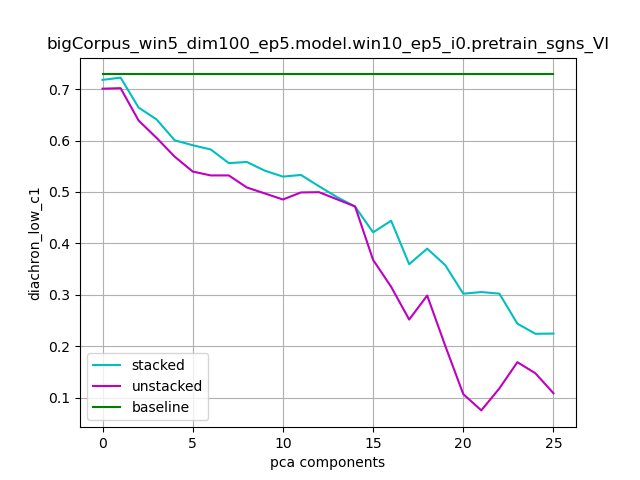 bigCorpus_win5_dim100_ep5.model.win10_ep5_i0.pretrain_sgns_VI
diachron_low_c1
0.7
0.6
0.5
0.4
0.3
0.2
0.1
stacked
unstacked
baseline
0 5 10 15 20 25
pca components